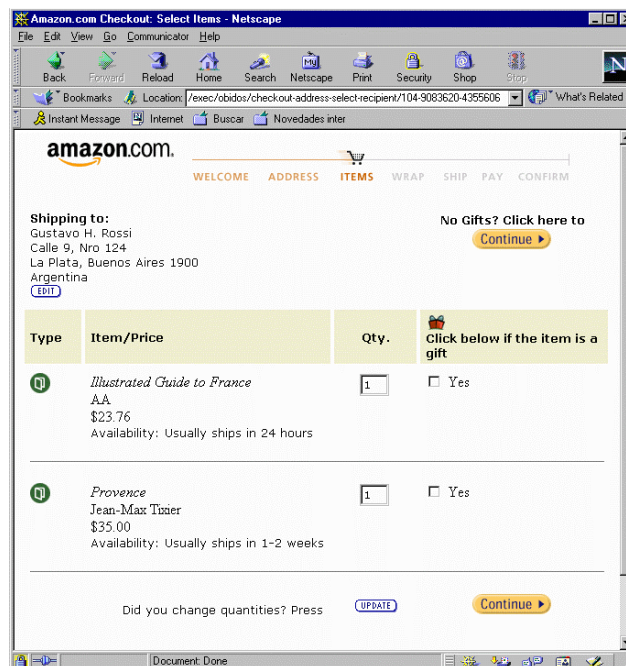 Amazon.com Checkout: Select Items - Netscape
File Edit View Go Communicator Help
Back Forward Reload Home Search Netscape Print Security Shop Stop
My
N
Bookmarks Location: /exec/obidos/checkout-address-select-recipient/104-9083620-4355606 What's Related
Instant Message Internet Buscar Novedades inter
amazon.com.
WELCOME ADDRESS ITEMS WRAP SHIP PAY CONFIRM
Shipping to:
Gustavo H. Rossi
Calle 9, Nro 124
La Plata, Buenos Aires 1900
Argentina
EDIT
No Gifts? Click here to
Continue
Type Item/Price Qty. Click below if the item is a
gift
Illustrated Guide to France 1 Yes
AA
$23.76
Availability: Usually ships in 24 hours
Provence 1 Yes
Jean-Max Tixier
$35.00
Availability: Usually ships in 1-2 weeks
Did you change quantities? Press UPDATE Continue
Document: Done